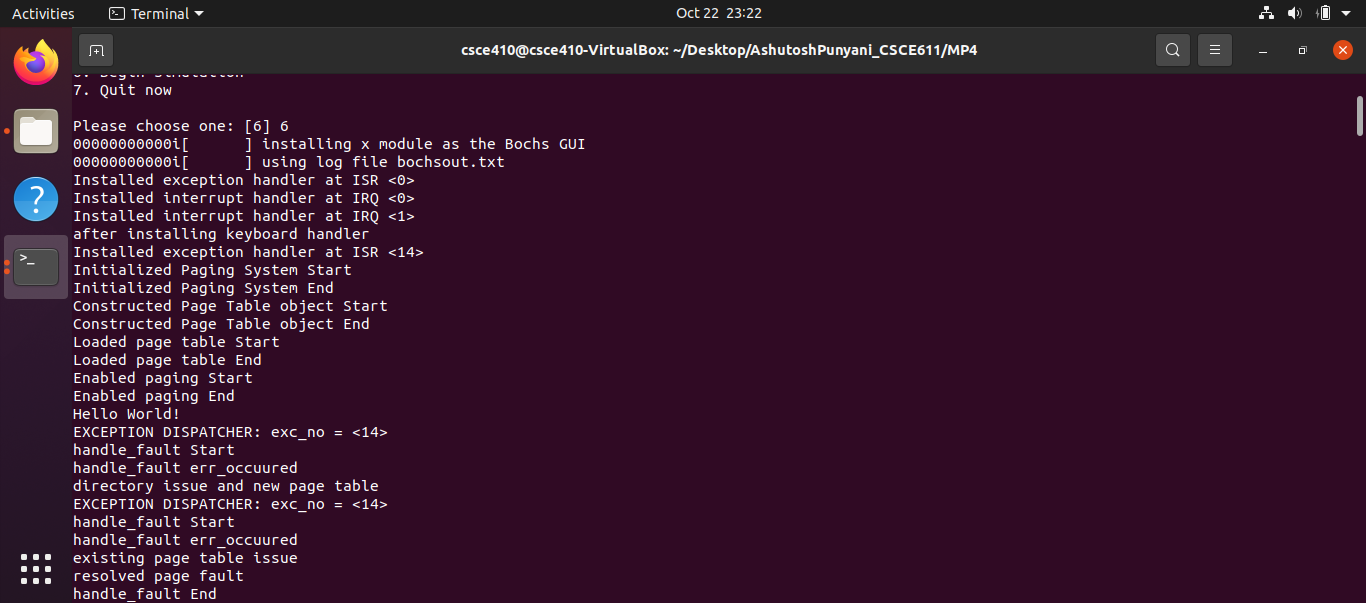 Activities Terminal Oct 22 23:22
csce410@csce410-VirtualBox: ~/Desktop/AshutoshPunyani_CSCE611/MP4
6. Begin simulation
7. Quit now
Please choose one: [6] 6
00000000000i[      ] installing x module as the Bochs GUI
00000000000i[      ] using log file bochsout.txt
Installed exception handler at ISR <0>
Installed interrupt handler at IRQ <0>
Installed interrupt handler at IRQ <1>
after installing keyboard handler
Installed exception handler at ISR <14>
Initialized Paging System Start
Initialized Paging System End
Constructed Page Table object Start
Constructed Page Table object End
Loaded page table Start
Loaded page table End
Enabled paging Start
Enabled paging End
Hello World!
EXCEPTION DISPATCHER: exc_no = <14>
handle_fault Start
handle_fault err_occuured
directory issue and new page table
EXCEPTION DISPATCHER: exc_no = <14>
handle_fault Start
handle_fault err_occuured
existing page table issue
resolved page fault
handle_fault End